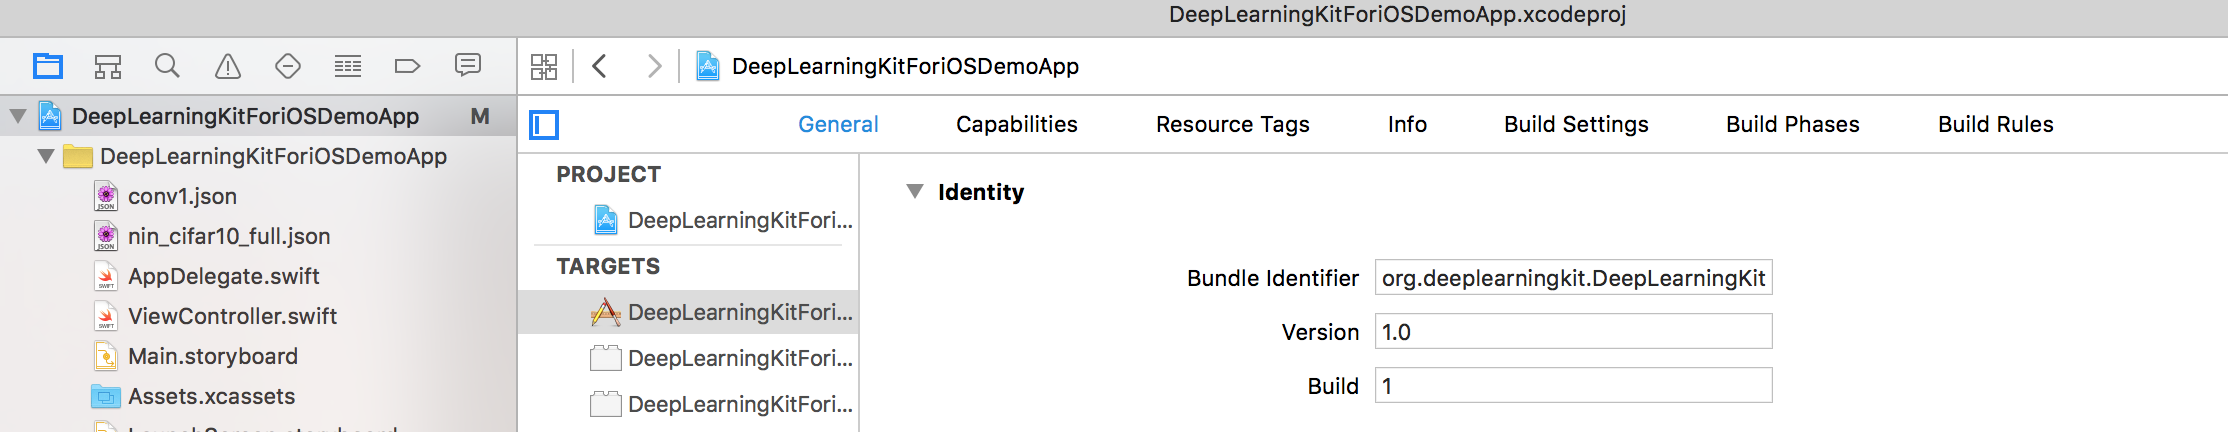 DeepLearningKitForiOSDemoApp.xcodeproj
DeepLearningKitForiOSDemoApp
DeepLearningKitForiOSDemoApp M
DeepLearningKitForiOSDemoApp
conv1.json
nin_cifar10_full.json
AppDelegate.swift
ViewController.swift
Main.storyboard
Assets.xcassets
General Capabilities Resource Tags Info Build Settings Build Phases Build Rules
PROJECT
DeepLearningKitFori...
TARGETS
DeepLearningKitFori...
DeepLearningKitFori...
DeepLearningKitFori...
Identity
Bundle Identifier org.deeplearningkit.DeepLearningKit
Version 1.0
Build 1